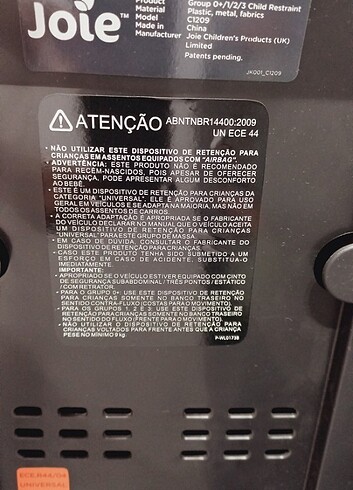 Joie
Product Group 0+/1/2/3 Child Restraint
Material Plastic, metal, fabrics
Model C1209
Made in China
Manufacturer Joie Children's Products (UK)
Limited
Patents pending.
JK001_C1209
ATENÇÃO ABNTNBR14400:2009
UN ECE 44
• NÃO UTILIZAR ESTE DISPOSITIVO DE RETENÇÃO PARA
CRIANÇAS EM ASSENTOS EQUIPADOS COM "AIRBAG".
• ADVERTÊNCIA: ESTE PRODUTO NÃO É RECOMENDADO
PARA RECÉM-NASCIDOS, POIS APESAR DE OFERECER
SEGURANÇA, PODE APRESENTAR ALGUM DESCONFORTO
AO BEBÊ.
• ESTE É UM DISPOSITIVO DE RETENÇÃO PARA CRIANÇAS DA
CATEGORIA "UNIVERSAL". ELE É APROVADO PARA USO
GERAL EM VEÍCULOS E SE ADAPTA NA MAIORIA, MAS NÃO EM
TODOS OS ASSENTOS DE CARROS.
• A CORRETA ADAPTAÇÃO É APROPRIADA SE O FABRICANTE
DO VEÍCULO DECLARAR NO MANUAL QUE O VEÍCULO ACEITA
UM DISPOSITIVO DE RETENÇÃO PARA CRIANÇAS
"UNIVERSAL" PARA ESTE GRUPO DE MASSA.
• EM CASO DE DÚVIDA, CONSULTAR O FABRICANTE DO
DISPOSITIVO DE RETENÇÃO PARA CRIANÇAS.
• CASO ESTE PRODUTO TENHA SIDO SUBMETIDO A UM
ESFORÇO EM CASO DE ACIDENTE, SUBSTITUA-O
IMEDIATAMENTE.
IMPORTANTE:
• APROPRIADO SE O VEÍCULO ESTIVER EQUIPADO COM CINTO
DE SEGURANÇA SUBABDOMINAL / TRÊS PONTOS / ESTÁTICO
/ COM RETRATOR.
• PARA O GRUPO 0+: USE ESTE DISPOSITIVO DE RETENÇÃO
PARA CRIANÇAS SOMENTE NO BANCO TRASEIRO NO
SENTIDO CONTRA-FLUXO (COSTAS PARA O MOVIMENTO).
• PARA OS GRUPOS 1, 2 e 3: USE ESTE DISPOSITIVO DE
RETENÇÃO PARA CRIANÇAS SOMENTE NO BANCO TRASEIRO
NO SENTIDO DO FLUXO (FRENTE PARA O MOVIMENTO).
• NÃO UTILIZAR O DISPOSITIVO DE RETENÇÃO PARA
CRIANÇAS VOLTADOS PARA FRENTE ANTES QUE A CRIANÇA
PESE NO MÍNIMO 9 kg.
P-WL0173B
ECE R44/04
UNIVERSAL